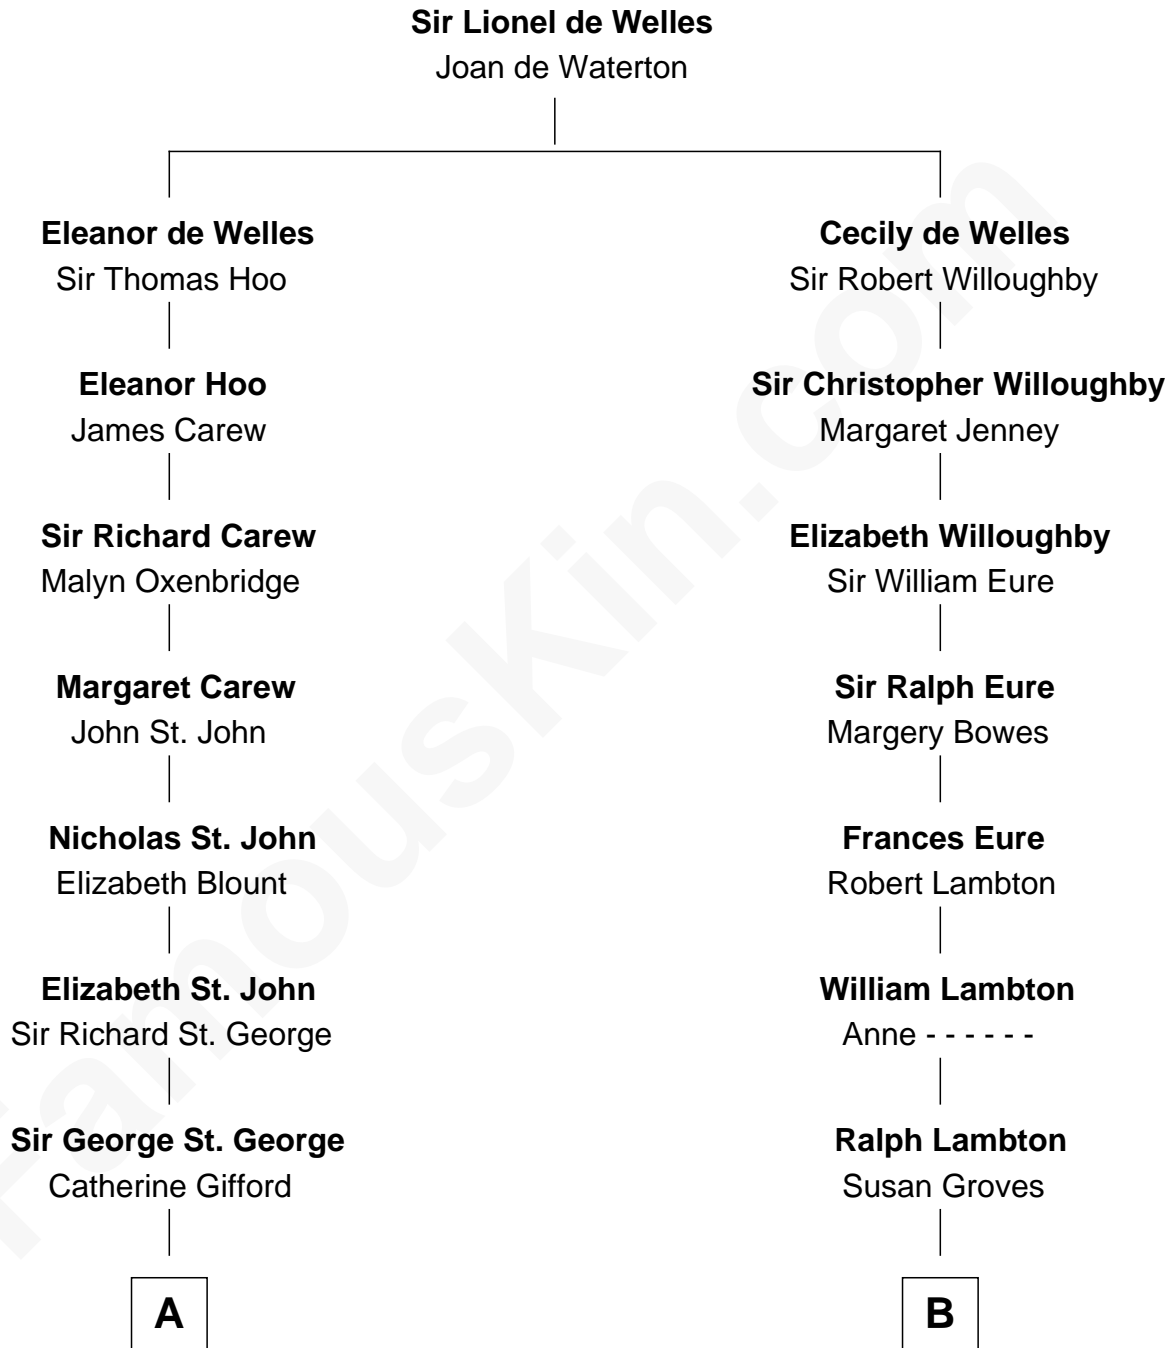 Sir Lionel de Welles
Joan de Waterton
Eleanor de Welles
Sir Thomas Hoo
Cecily de Welles
Sir Robert Willoughby
Eleanor Hoo
James Carew
Sir Christopher Willoughby
Margaret Jenney
Sir Richard Carew
Malyn Oxenbridge
Elizabeth Willoughby
Sir William Eure
Margaret Carew
John St. John
Sir Ralph Eure
Margery Bowes
Nicholas St. John
Elizabeth Blount
Frances Eure
Robert Lambton
Elizabeth St. John
Sir Richard St. George
William Lambton
Anne - - - - - -
Sir George St. George
Catherine Gifford
Ralph Lambton
Susan Groves
A
B
FamousKin.com